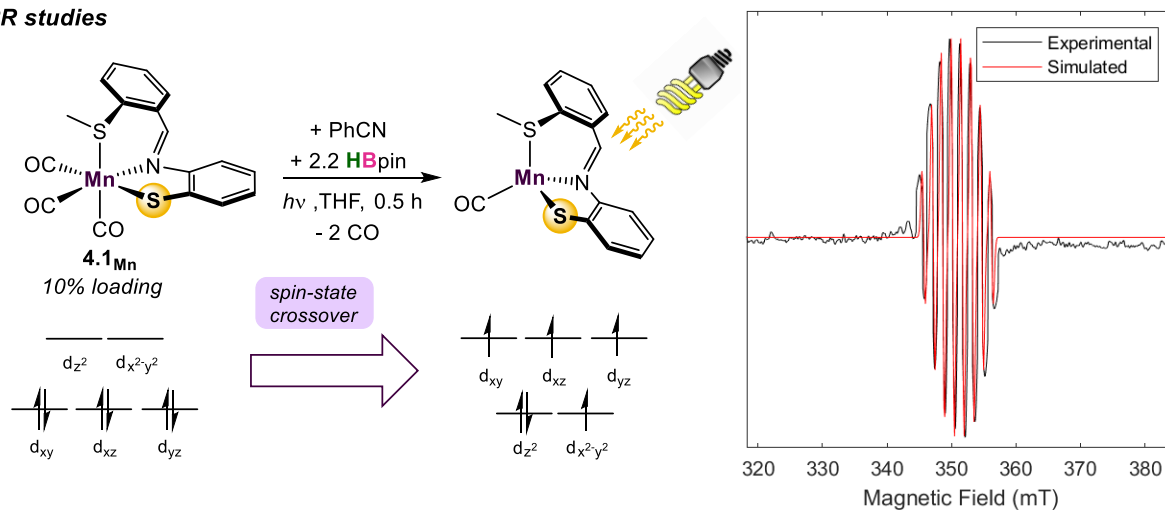 R studies
S
N
Mn
S
CO
OC
OC
CO
4.1Mn
10% loading
+ PhCN
+ 2.2 HBpin
hν ,THF, 0.5 h
- 2 CO
S
Mn
N
OC
S
spin-state
crossover
dz2
dx2-y2
dxy
dxz
dyz
dxy
dxz
dyz
dz2
dx2-y2
Experimental
Simulated
320
330
340
350
360
370
380
Magnetic Field (mT)